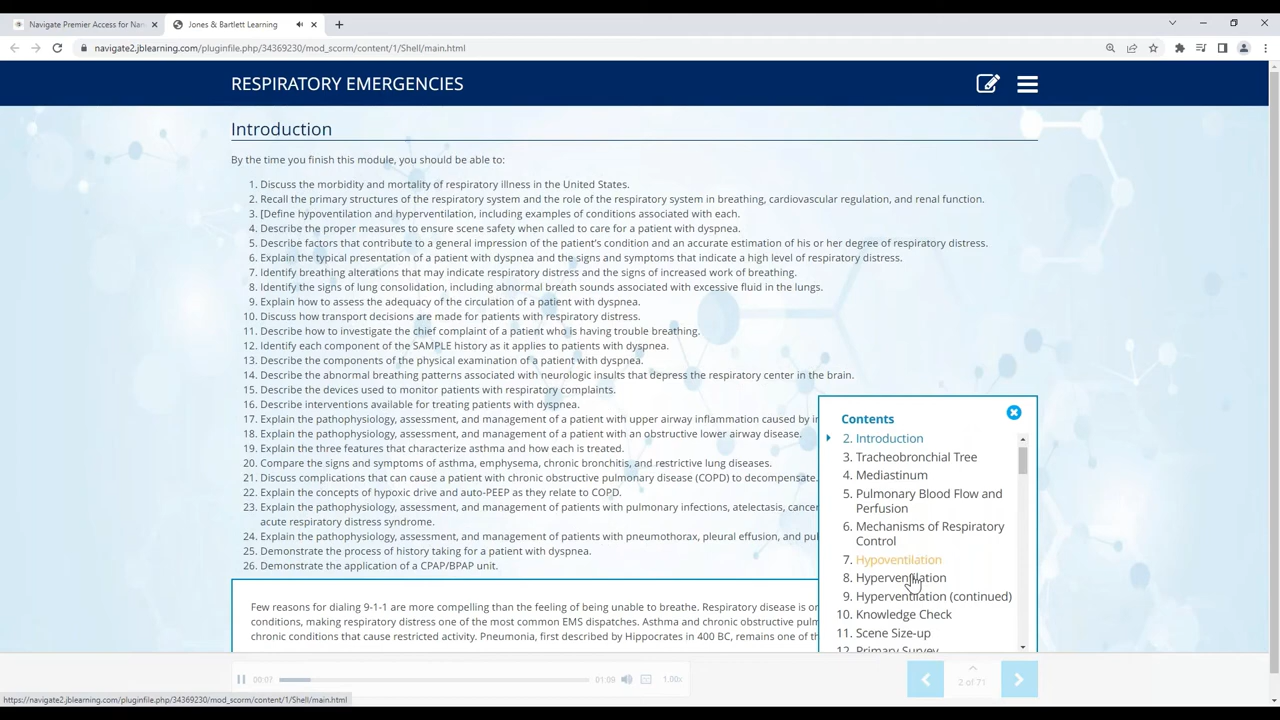 Navigate Premier Access for Nan
Jones & Bartlett Learning
navigate2.jblearning.com/pluginfile.php/34369230/mod_scorm/content/1/Shell/main.html
RESPIRATORY EMERGENCIES
Introduction
By the time you finish this module, you should be able to:
1. Discuss the morbidity and mortality of respiratory illness in the United States.
2. Recall the primary structures of the respiratory system and the role of the respiratory system in breathing, cardiovascular regulation, and renal function.
3. [Define hypoventilation and hyperventilation, including examples of conditions associated with each.
4. Describe the proper measures to ensure scene safety when called to care for a patient with dyspnea.
5. Describe factors that contribute to a general impression of the patient's condition and an accurate estimation of his or her degree of respiratory distress.
6. Explain the typical presentation of a patient with dyspnea and the signs and symptoms that indicate a high level of respiratory distress.
7. Identify breathing alterations that may indicate respiratory distress and the signs of increased work of breathing.
8. Identify the signs of lung consolidation, including abnormal breath sounds associated with excessive fluid in the lungs.
9. Explain how to assess the adequacy of the circulation of a patient with dyspnea.
10. Discuss how transport decisions are made for patients with respiratory distress.
11. Describe how to investigate the chief complaint of a patient who is having trouble breathing.
12. Identify each component of the SAMPLE history as it applies to patients with dyspnea.
13. Describe the components of the physical examination of a patient with dyspnea.
14. Describe the abnormal breathing patterns associated with neurologic insults that depress the respiratory center in the brain.
15. Describe the devices used to monitor patients with respiratory complaints.
16. Describe interventions available for treating patients with dyspnea.
17. Explain the pathophysiology, assessment, and management of a patient with upper airway inflammation caused by in
18. Explain the pathophysiology, assessment, and management of a patient with an obstructive lower airway disease.
19. Explain the three features that characterize asthma and how each is treated.
20. Compare the signs and symptoms of asthma, emphysema, chronic bronchitis, and restrictive lung diseases.
21. Discuss complications that can cause a patient with chronic obstructive pulmonary disease (COPD) to decompensate.
22. Explain the concepts of hypoxic drive and auto-PEEP as they relate to COPD.
23. Explain the pathophysiology, assessment, and management of patients with pulmonary infections, atelectasis, cancer
acute respiratory distress syndrome.
24. Explain the pathophysiology, assessment, and management of patients with pneumothorax, pleural effusion, and pul
25. Demonstrate the process of history taking for a patient with dyspnea.
26. Demonstrate the application of a CPAP/BPAP unit.
Few reasons for dialing 9-1-1 are more compelling than the feeling of being unable to breathe. Respiratory disease is on
conditions, making respiratory distress one of the most common EMS dispatches. Asthma and chronic obstructive pulm
chronic conditions that cause restricted activity. Pneumonia, first described by Hippocrates in 400 BC, remains one of th
Contents
2. Introduction
3. Tracheobronchial Tree
4. Mediastinum
5. Pulmonary Blood Flow and
Perfusion
6. Mechanisms of Respiratory
Control
7. Hypoventilation
8. Hyperventilation
9. Hyperventilation (continued)
10. Knowledge Check
11. Scene Size-up
12. Primary Survey
00:07
01:09
1.00x
2 of 71
https://navigate2.jblearning.com/pluginfile.php/34369230/mod_scorm/content/1/Shell/main.html